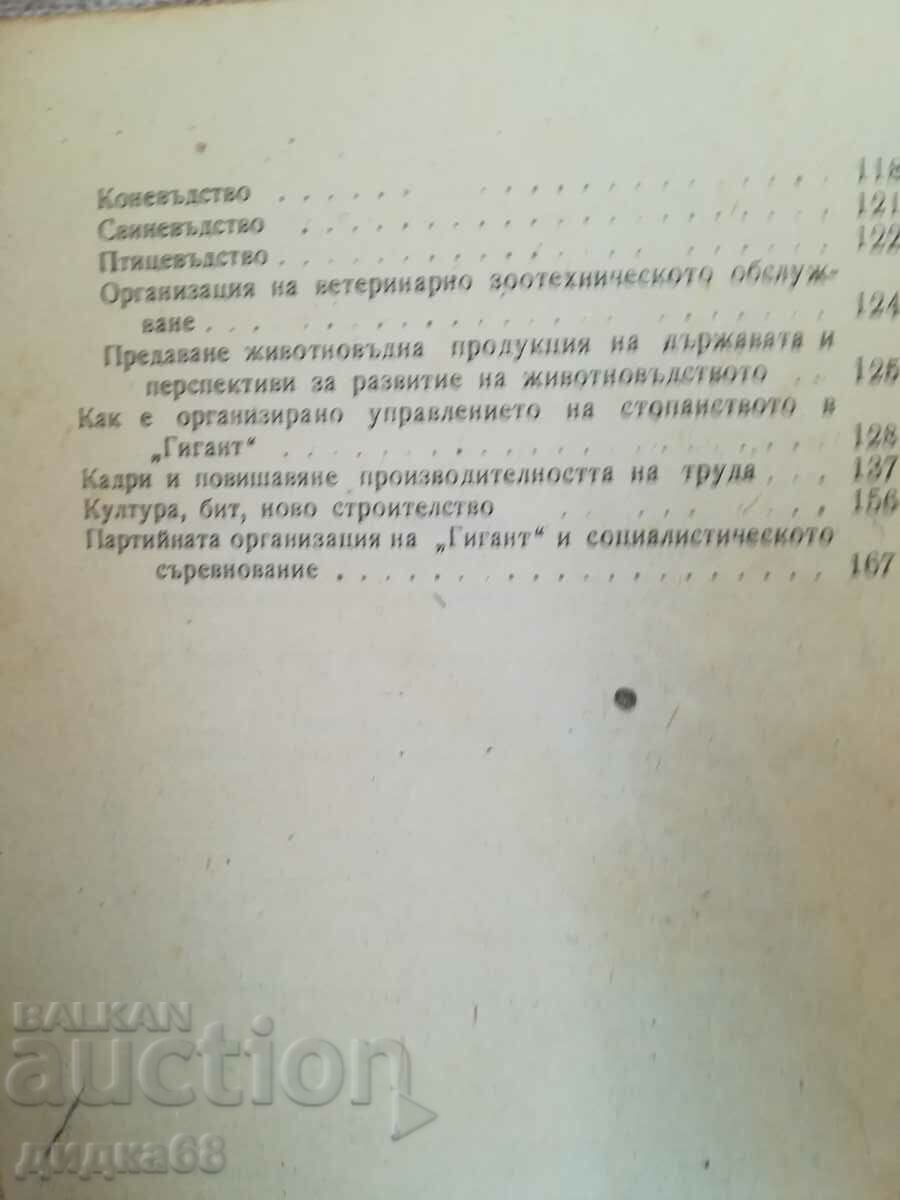 Коневъдство . . . . . . . . . . . . . . . . 118
Свиневъдство . . . . . . . . . . . . . . . . 121
Птицевъдство . . . . . . . . . . . . . . . . 122
Организация на ветеринарно зоотехническото обслуж-
ване . . . . . . . . . . . . . . . . 124
Предаване животновъдна продукция на държавата и
перспективи за развитие на животновъдството . . 126
Как е организирано управлението на стопанството в
„Гигант“ . . . . . . . . . . . . . . . . 128
Кадри и повишавяне производителността на труда . . . 137
Култура, бит, ново строителство . . . . . . . . 156
Партийната организация на „Гигант“ и социалистическото
съревнование . . . . . . . . . . . . . . . . 167
BALKAN
auction
дидка68